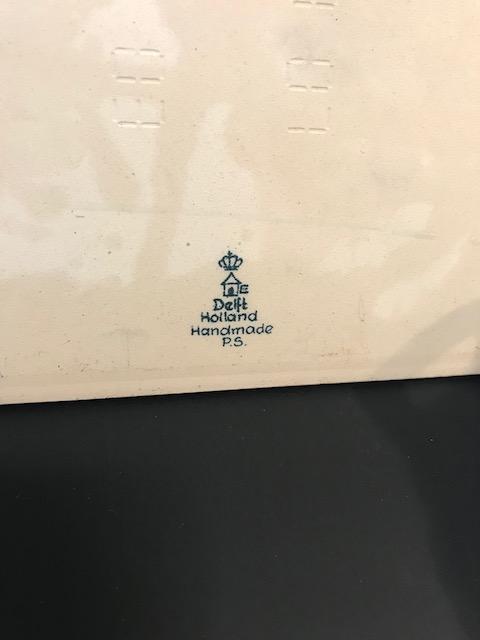 E
Delft
Holland
Handmade
P.S.